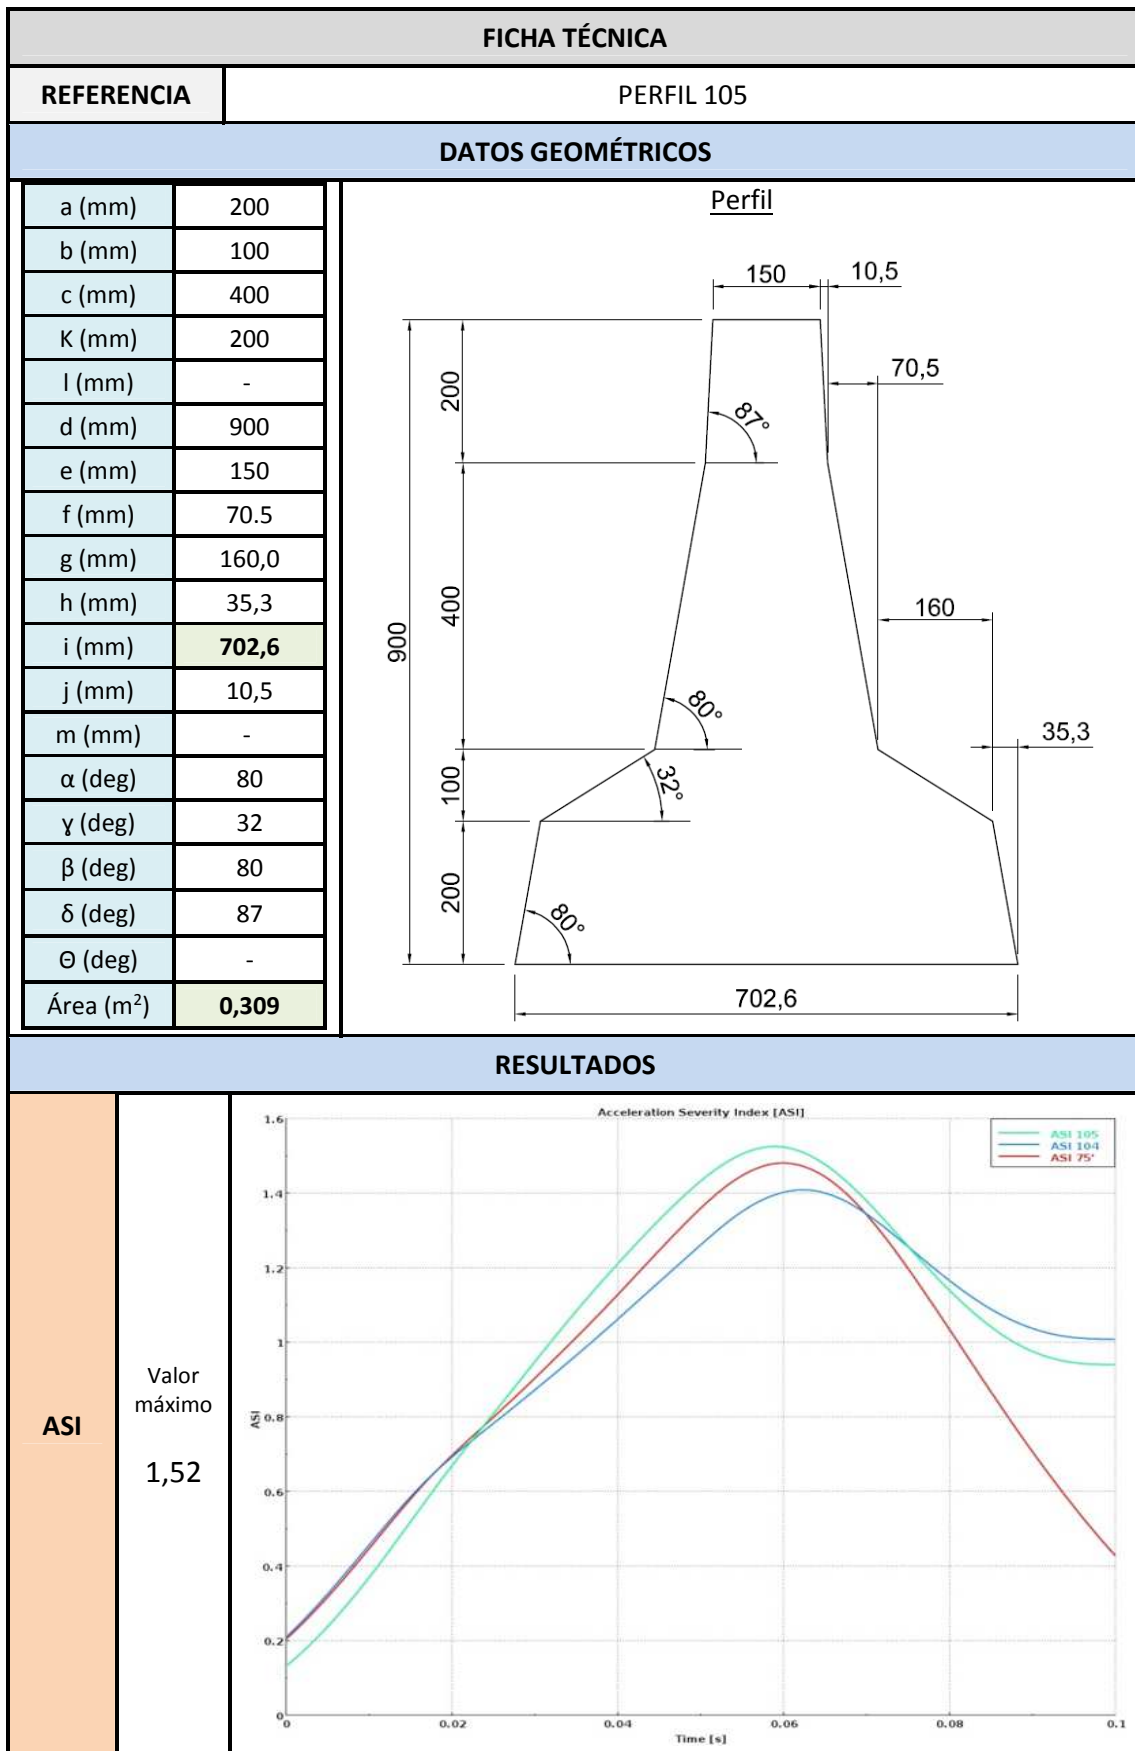 FICHA TÉCNICA
REFERENCIA PERFIL 105
DATOS GEOMÉTRICOS
a (mm) 200
b (mm) 100
c (mm) 400
K (mm) 200
l (mm) -
d (mm) 900
e (mm) 150
f (mm) 70.5
g (mm) 160,0
h (mm) 35,3
i (mm) 702,6
j (mm) 10,5
m (mm) -
α (deg) 80
ɣ (deg) 32
β (deg) 80
δ (deg) 87
Θ (deg) -
Área (m²) 0,309
Perfil
150 10,5
70,5
200
87°
400
900
160
80°
35,3
100
32°
200
80°
702,6
RESULTADOS
ASI
Valor
máximo
1,52
Acceleration Severity Index [ASI]
ASI 105
ASI 104
ASI 75'
1.6
1.4
1.2
1
0.8
0.6
0.4
0.2
0
ASI
0 0.02 0.04 0.06 0.08 0.1
Time [s]